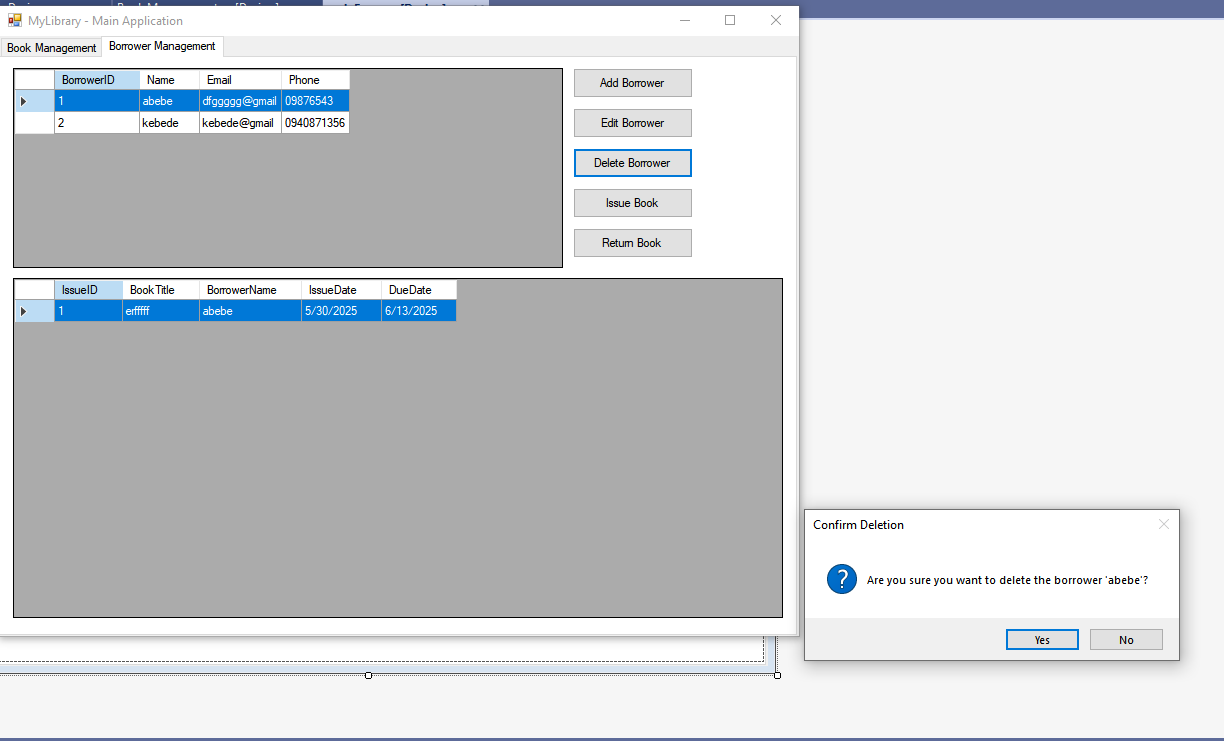 MyLibrary - Main Application
Book Management
Borrower Management
BorrowerID Name Email Phone
1 abebe dfggggg@gmail 09876543
2 kebede kebede@gmail 0940871356
Add Borrower
Edit Borrower
Delete Borrower
Issue Book
Return Book
IssueID BookTitle BorrowerName IssueDate DueDate
1 erfffff abebe 5/30/2025 6/13/2025
Confirm Deletion
?
Are you sure you want to delete the borrower 'abebe'?
Yes
No